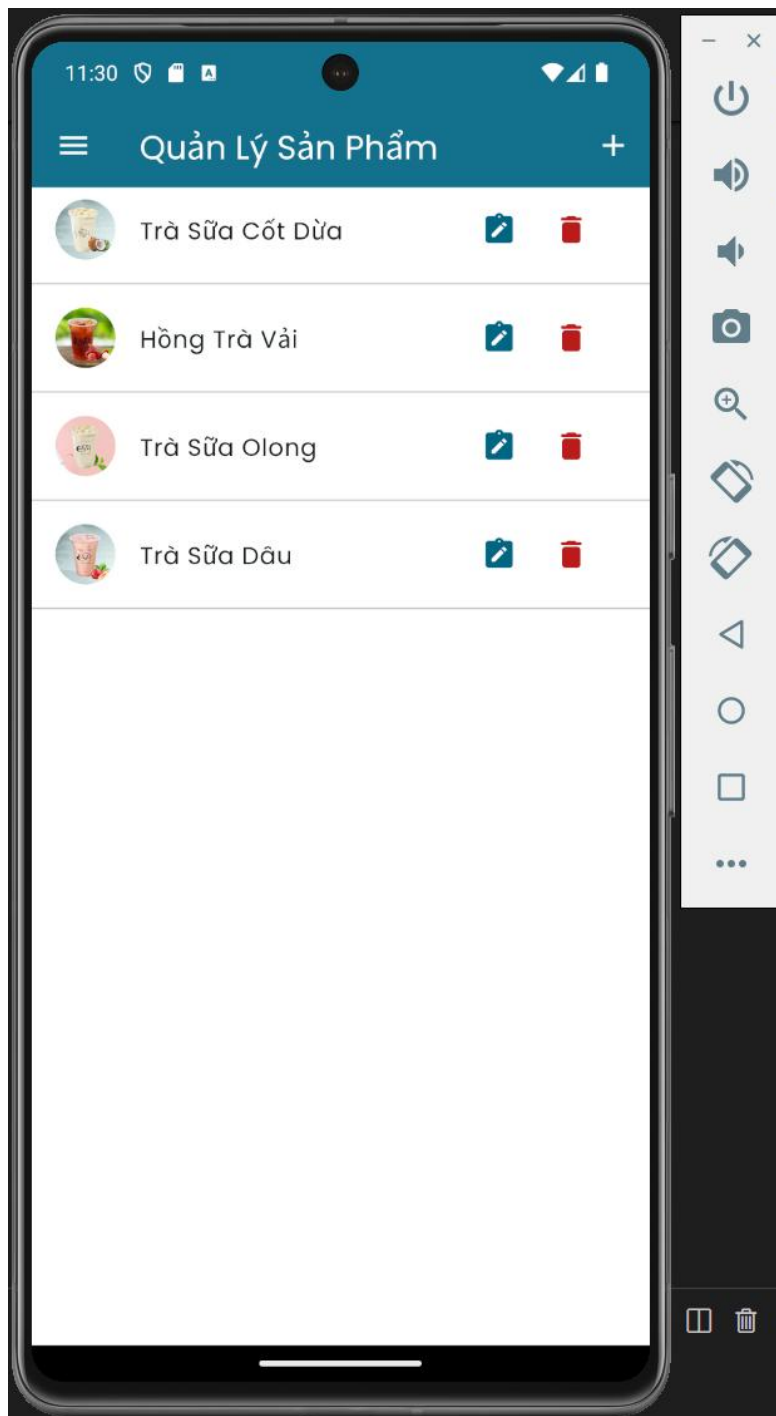 11:30
Quản Lý Sản Phẩm
Trà Sữa Cốt Dừa
Hồng Trà Vải
Trà Sữa Olong
Trà Sữa Dâu